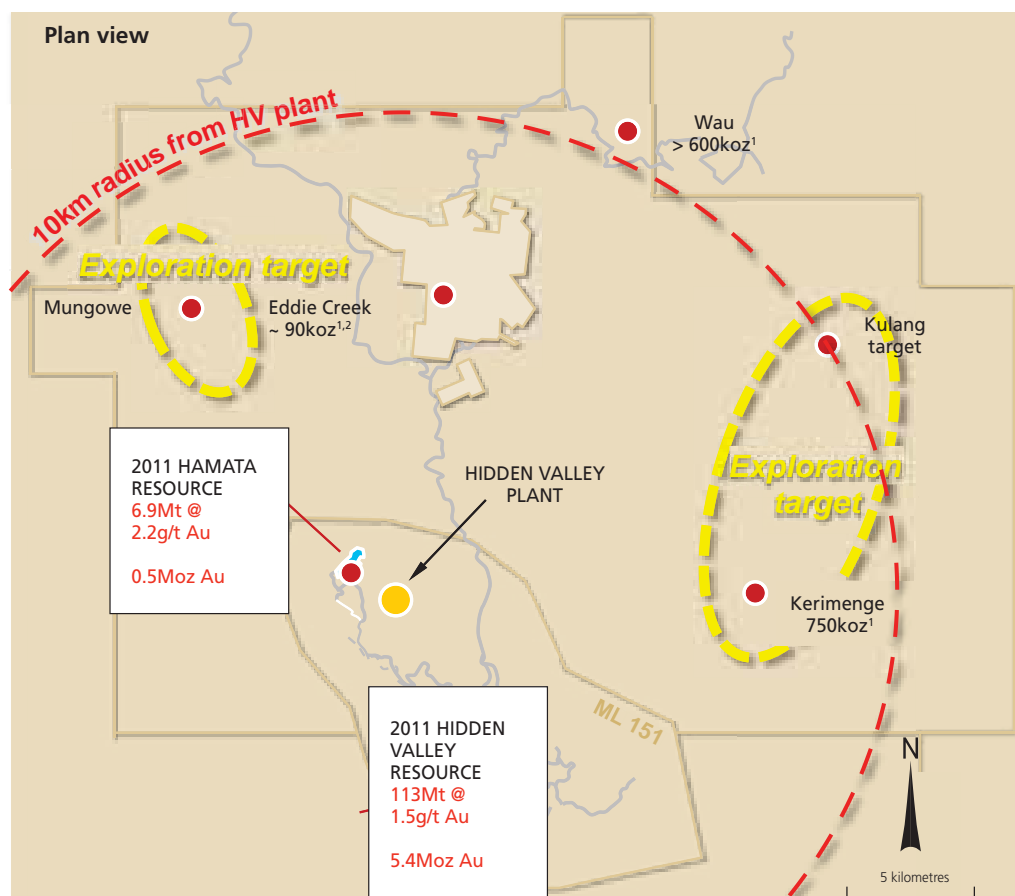 Plan view
10km radius from HV plant
Wau
> 600koz¹
Exploration target
Mungowe
Eddie Creek
~ 90koz¹,²
Kulang
target
2011 HAMATA
RESOURCE
6.9Mt @
2.2g/t Au
0.5Moz Au
HIDDEN VALLEY
PLANT
Exploration
target
Kerimenge
750koz¹
2011 HIDDEN
VALLEY
RESOURCE
113Mt @
1.5g/t Au
5.4Moz Au
ML 151
N
5 kilometres